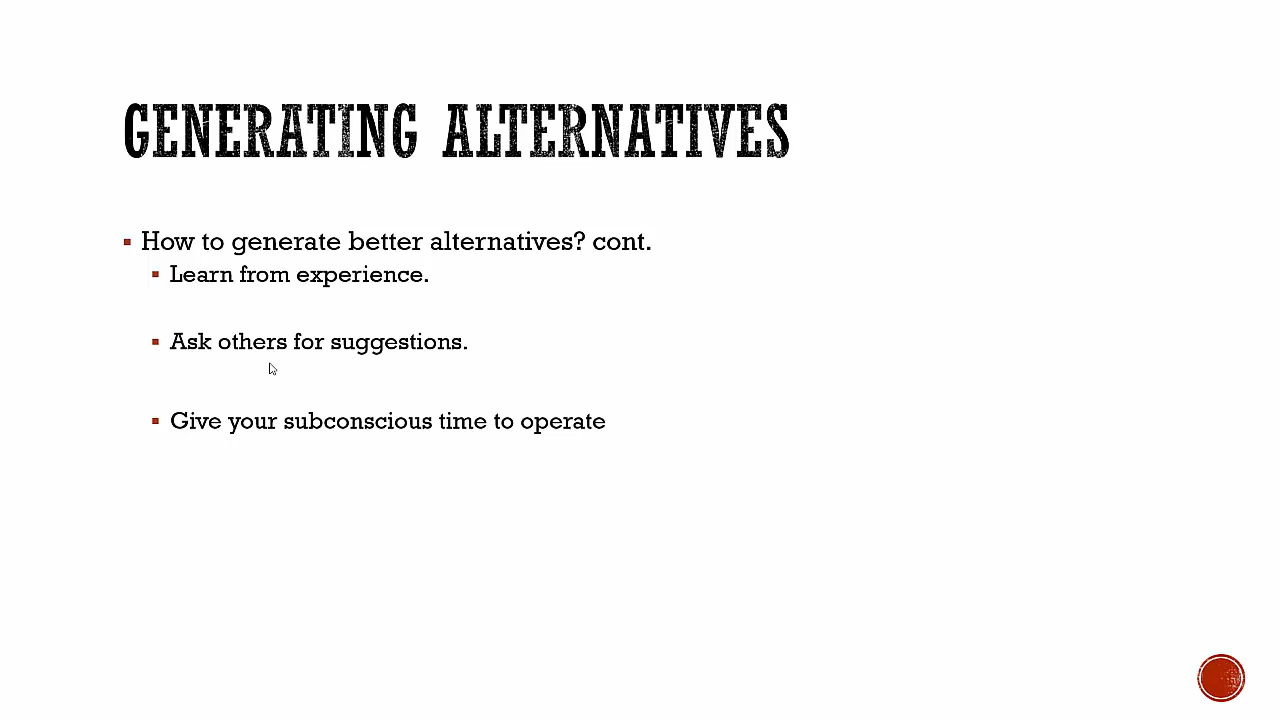 GENERATING ALTERNATIVES
How to generate better alternatives? cont.
Learn from experience.
Ask others for suggestions.
Give your subconscious time to operate